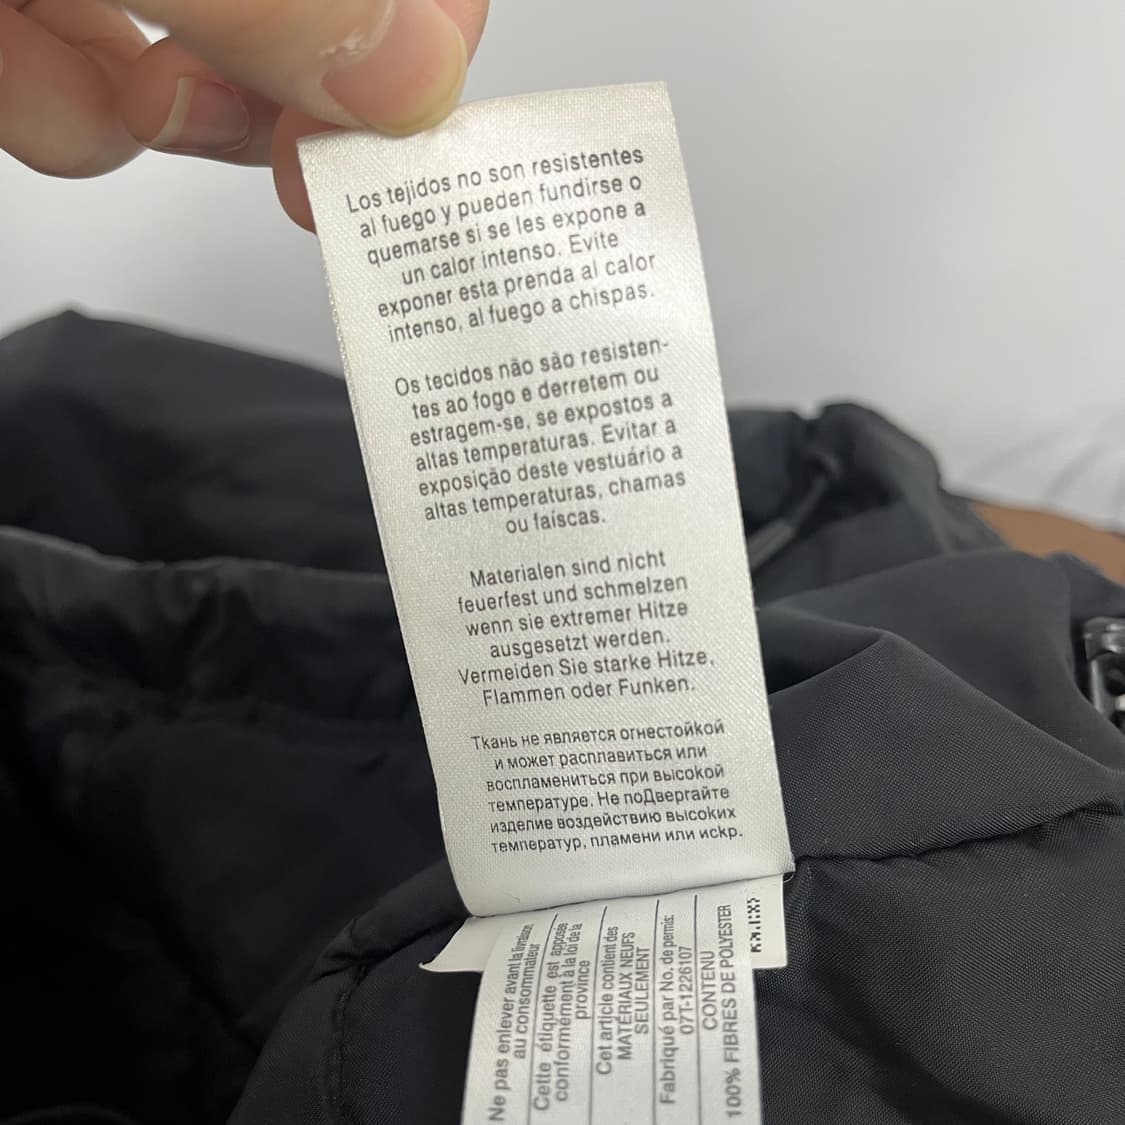 Los tejidos no son resistentes
al fuego y pueden fundirse o
quemarse si se les expone a
un calor intenso. Evite
exponer esta prenda al calor
intenso, al fuego a chispas.
Os tecidos não são resisten-
tes ao fogo e derretem ou
estragem-se, se expostos a
altas temperaturas. Evitar a
exposição deste vestuário a
altas temperaturas, chamas
ou faíscas.
Materialen sind nicht
feuerfest und schmelzen
wenn sie extremer Hitze
ausgesetzt werden.
Vermeiden Sie starke Hitze,
Flammen oder Funken.
Ткань не является огнестойкой
и может расплавиться или
воспламениться при высокой
температуре. Не поДвергайте
изделие воздействию высоких
температур, пламени или искр.
Ne pas enlever avant la livraison
au consommateur
Cette étiquette est apposée
conformément à la loi de la
province
Cet article contient des
MATÉRIAUX NEUFS
SEULEMENT
Fabriqué par No. de permis:
07T-1226107
CONTENU
100% FIBRES DE POLYESTER